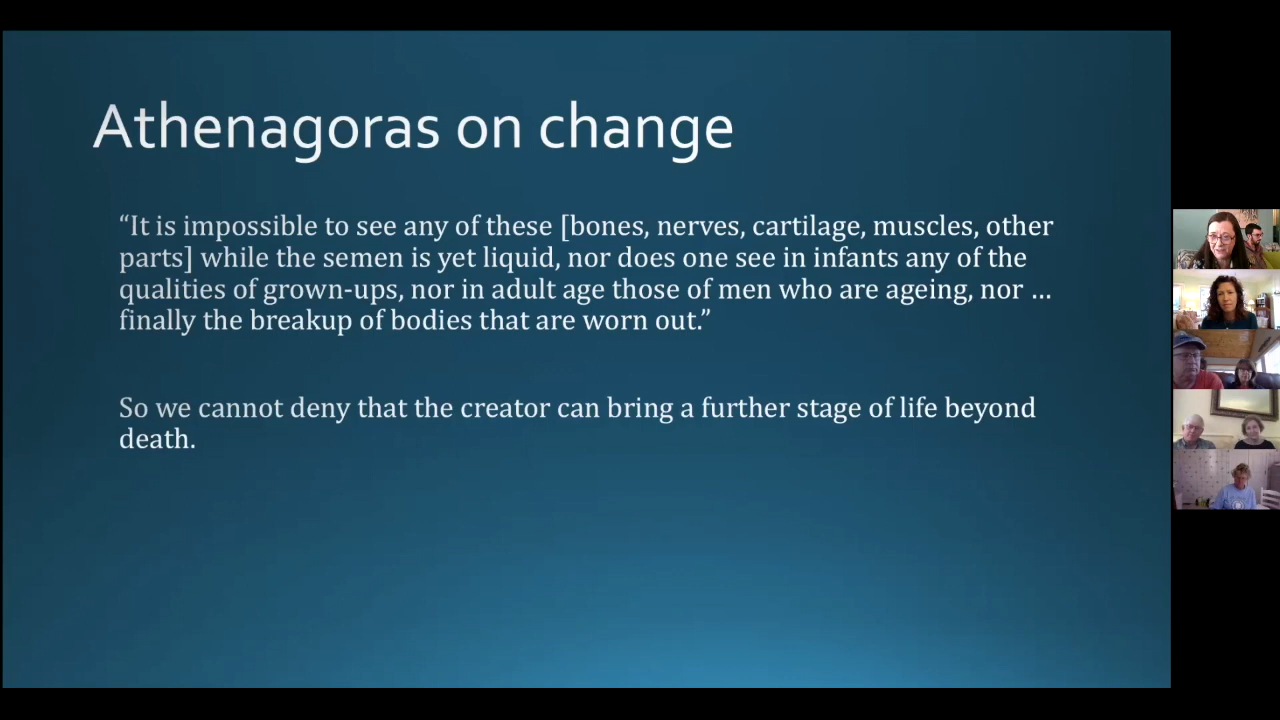 Athenagoras on change
“It is impossible to see any of these [bones, nerves, cartilage, muscles, other
parts] while the semen is yet liquid, nor does one see in infants any of the
qualities of grown-ups, nor in adult age those of men who are ageing, nor …
finally the breakup of bodies that are worn out.”
So we cannot deny that the creator can bring a further stage of life beyond
death.